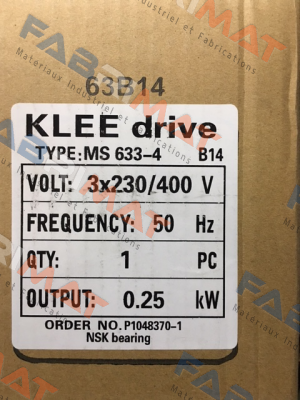 63B14
KLEE drive
TYPE: MS 633-4 B14
VOLT: 3x230/400 V
FREQUENCY: 50 Hz
QTY: 1 PC
OUTPUT: 0.25 kW
ORDER NO. P1048370-1
NSK bearing
FABRIMAT
Matériaux Industriels et Fabrications